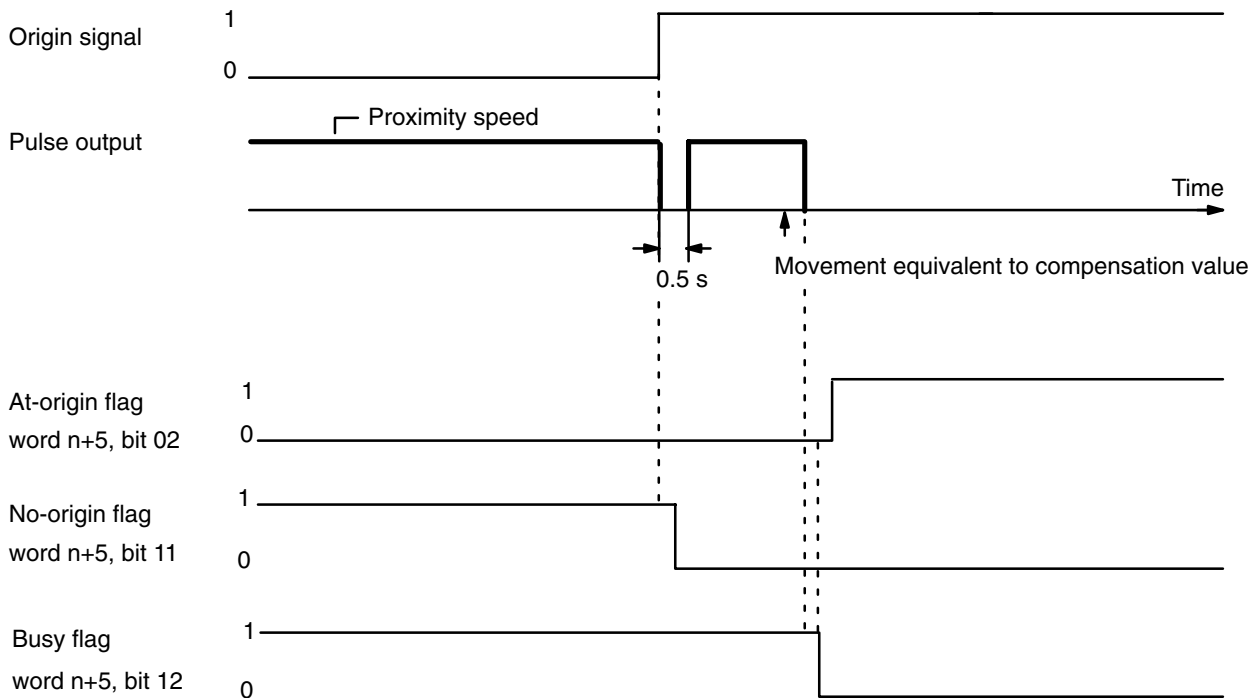 1
Origin signal
0
Proximity speed
Pulse output
Time
Movement equivalent to compensation value
0.5 s
1
At-origin flag
0
word n+5, bit 02
1
No-origin flag
word n+5, bit 11
0
1
Busy flag
word n+5, bit 12
0